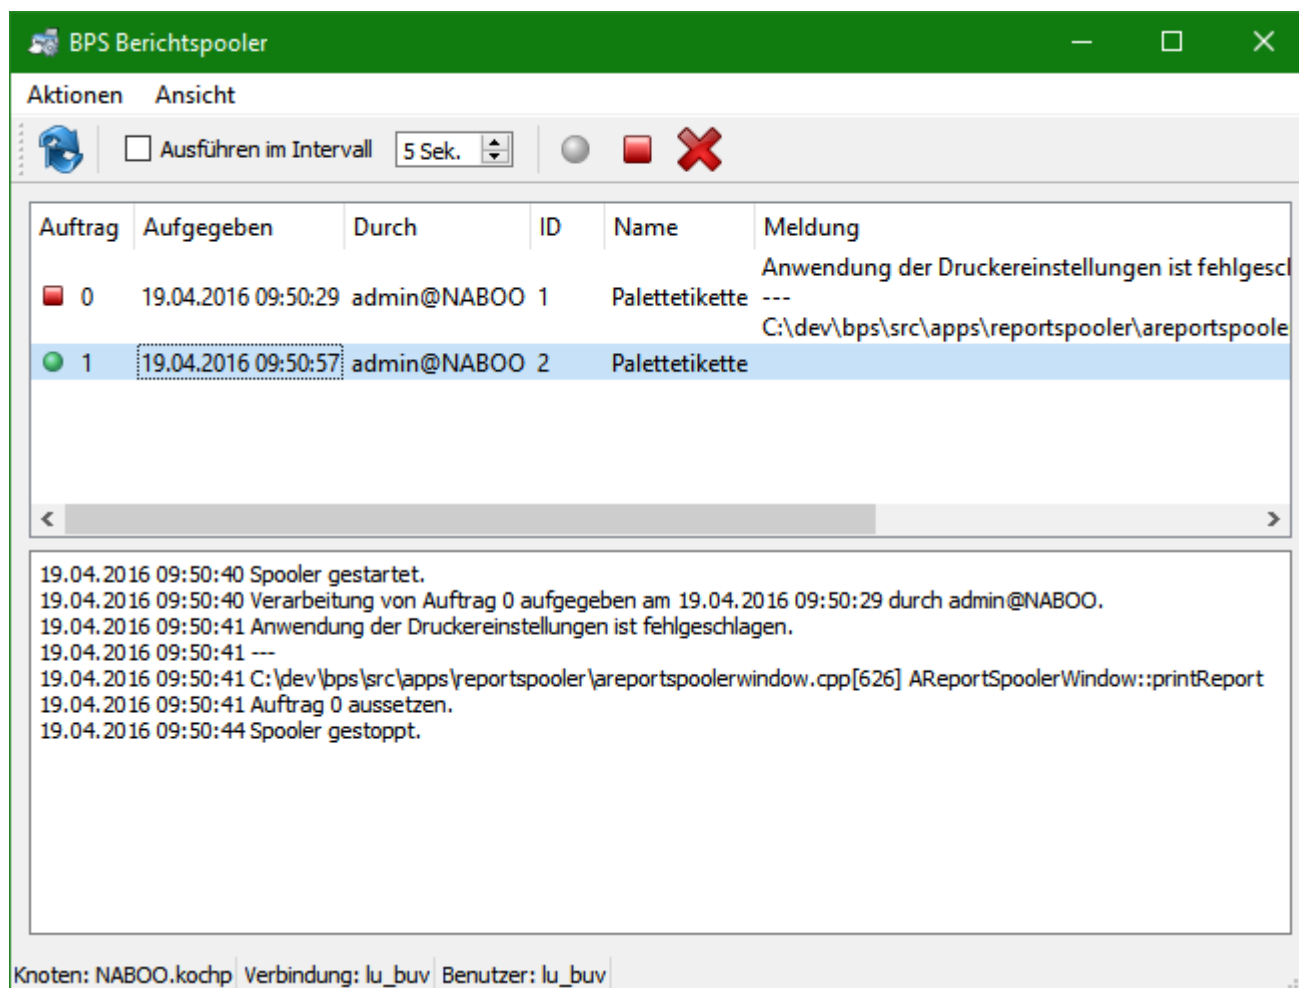 BPS Berichtspooler
Aktionen Ansicht
Ausführen im Intervall 5 Sek.
Auftrag Aufgegeben Durch ID Name Meldung
Anwendung der Druckereinstellungen ist fehlgescl
0 19.04.2016 09:50:29 admin@NABOO 1 Palettetikette ---
C:\dev\bps\src\apps\reportspooler\areportspoole
1 19.04.2016 09:50:57 admin@NABOO 2 Palettetikette
19.04.2016 09:50:40 Spooler gestartet.
19.04.2016 09:50:40 Verarbeitung von Auftrag 0 aufgegeben am 19.04.2016 09:50:29 durch admin@NABOO.
19.04.2016 09:50:41 Anwendung der Druckereinstellungen ist fehlgeschlagen.
19.04.2016 09:50:41 ---
19.04.2016 09:50:41 C:\dev\bps\src\apps\reportspooler\areportspoolerwindow.cpp[626] AReportSpoolerWindow::printReport
19.04.2016 09:50:41 Auftrag 0 aussetzen.
19.04.2016 09:50:44 Spooler gestoppt.
Knoten: NABOO.kochp Verbindung: lu_buv Benutzer: lu_buv